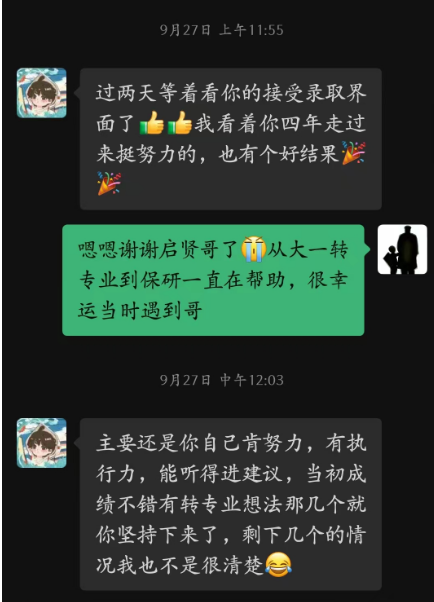 9月27日 上午11:55
过两天等着看你的接受录取界
面了👍👍我看着你四年走过
来挺努力的，也有个好结果🎉
🎉
嗯嗯谢谢启贤哥了😭从大一转
专业到保研一直在帮助，很幸
运当时遇到哥
9月27日 中午12:03
主要还是你自己肯努力，有执
行力，能听得进建议，当初成
绩不错有转专业想法那几个就
你坚持下来了，剩下几个的情
况我也不是很清楚😂